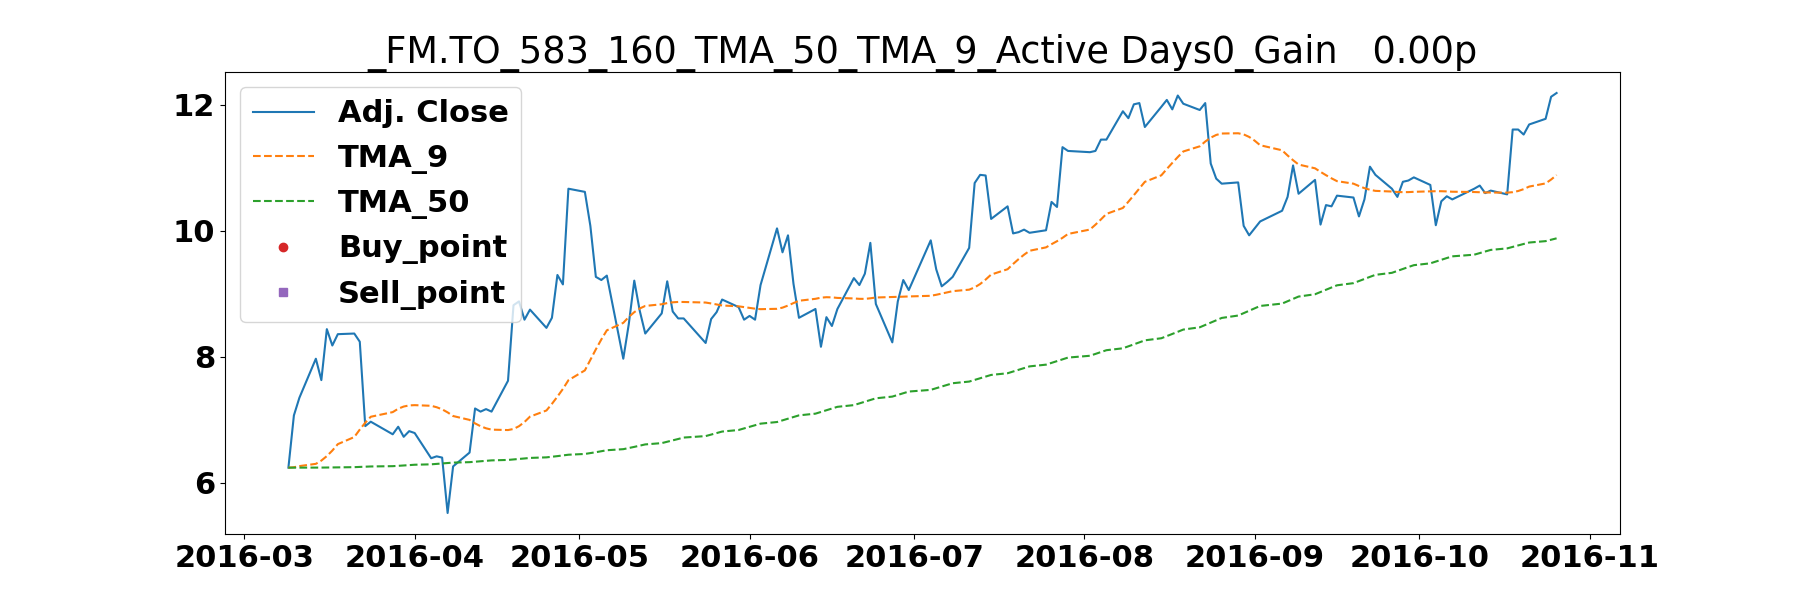 _FM.TO_583_160_TMA_50_TMA_9_Active Days0_Gain   0.00p
12
10
8
6
Adj. Close
TMA_9
TMA_50
Buy_point
Sell_point
2016-03 2016-04 2016-05 2016-06 2016-07 2016-08 2016-09 2016-10 2016-11